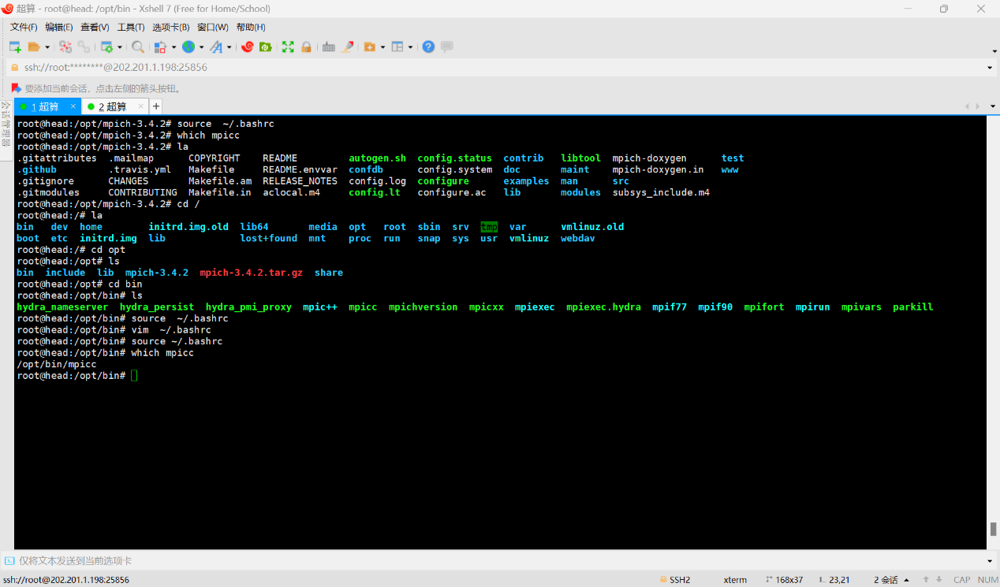 超算 - root@head: /opt/bin - Xshell 7 (Free for Home/School)
文件(F) 编辑(E) 查看(V) 工具(T) 选项卡(B) 窗口(W) 帮助(H)
ssh://root:********@202.201.1.198:25856
要添加当前会话，点击左侧的箭头按钮。
会话管理器
1 超算 × 2 超算 × +
root@head:/opt/mpich-3.4.2# source  ~/.bashrc
root@head:/opt/mpich-3.4.2# which mpicc
root@head:/opt/mpich-3.4.2# la
.gitattributes .mailmap COPYRIGHT README autogen.sh config.status contrib libtool mpich-doxygen test
.github .travis.yml Makefile README.envvar confdb config.system doc maint mpich-doxygen.in www
.gitignore CHANGES Makefile.am RELEASE_NOTES config.log configure examples man src
.gitmodules CONTRIBUTING Makefile.in aclocal.m4 config.lt configure.ac lib modules subsys_include.m4
root@head:/opt/mpich-3.4.2# cd /
root@head:/# la
bin dev home initrd.img.old lib64 media opt root sbin srv tmp var vmlinuz.old
boot etc initrd.img lib lost+found mnt proc run snap sys usr vmlinuz webdav
root@head:/# cd opt
root@head:/opt# ls
bin include lib mpich-3.4.2 mpich-3.4.2.tar.gz share
root@head:/opt# cd bin
root@head:/opt/bin# ls
hydra_nameserver hydra_persist hydra_pmi_proxy mpic++ mpicc mpichversion mpicxx mpiexec mpiexec.hydra mpif77 mpif90 mpifort mpirun mpivars parkill
root@head:/opt/bin# source  ~/.bashrc
root@head:/opt/bin# vim  ~/.bashrc
root@head:/opt/bin# source ~/.bashrc
root@head:/opt/bin# which mpicc
/opt/bin/mpicc
root@head:/opt/bin#
仅将文本发送到当前选项卡
ssh://root@202.201.1.198:25856 SSH2 xterm 168x37 23,21 2 会话 CAP NUM